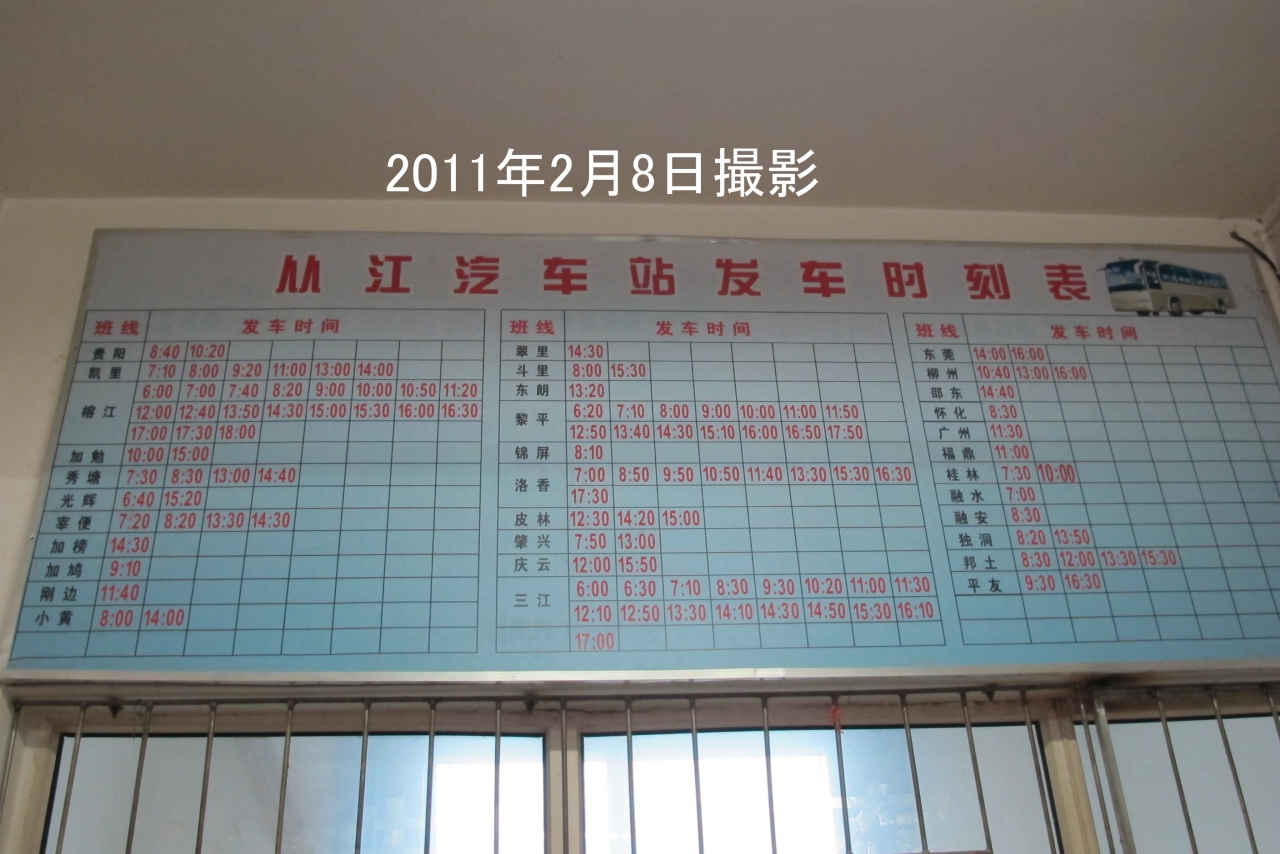 2011年2月8日撮影
从江汽车站发车时刻表
班线 发车时间
贵阳 8:40 10:20
凯里 7:10 8:00 9:20 11:00 13:00 14:00
榕江 6:00 7:00 7:40 8:20 9:00 10:00 10:50 11:20
12:00 12:40 13:50 14:30 15:00 15:30 16:00 16:30
17:00 17:30 18:00
加勉 10:00 15:00
秀塘 7:30 8:30 13:00 14:40
光辉 6:40 15:20
宰便 7:20 8:20 13:30 14:30
加榜 14:30
加鸠 9:10
刚边 11:40
小黄 8:00 14:00
班线 发车时间
翠里 14:30
斗里 8:00 15:30
东朗 13:20
黎平 6:20 7:10 8:00 9:00 10:00 11:00 11:50
12:50 13:40 14:30 15:10 16:00 16:50 17:50
锦屏 8:10
洛香 7:00 8:50 9:50 10:50 11:40 13:30 15:30 16:30
17:30
皮林 12:30 14:20 15:00
肇兴 7:50 13:00
庆云 12:00 15:50
三江 6:00 6:30 7:10 8:30 9:30 10:20 11:00 11:30
12:10 12:50 13:30 14:10 14:30 14:50 15:30 16:10
17:00
班线 发车时间
东莞 14:00 16:00
柳州 10:40 13:00 16:00
邵东 14:40
怀化 8:30
广州 11:30
福鼎 11:00
桂林 7:30 10:00
融水 7:00
融安 8:30
独洞 8:20 13:50
邦土 8:30 12:00 13:30 15:30
平友 9:30 16:30